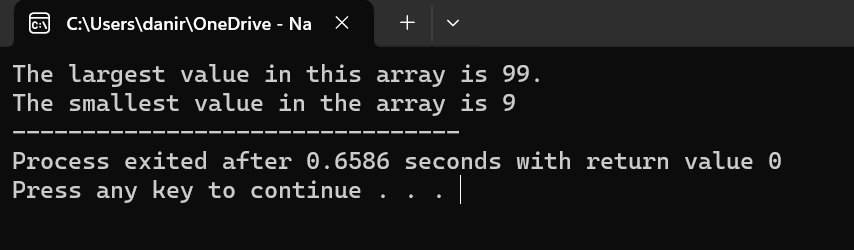 C:\Users\danir\OneDrive - Na
The largest value in this array is 99.
The smallest value in the array is 9
--------------------------------
Process exited after 0.6586 seconds with return value 0
Press any key to continue . . .